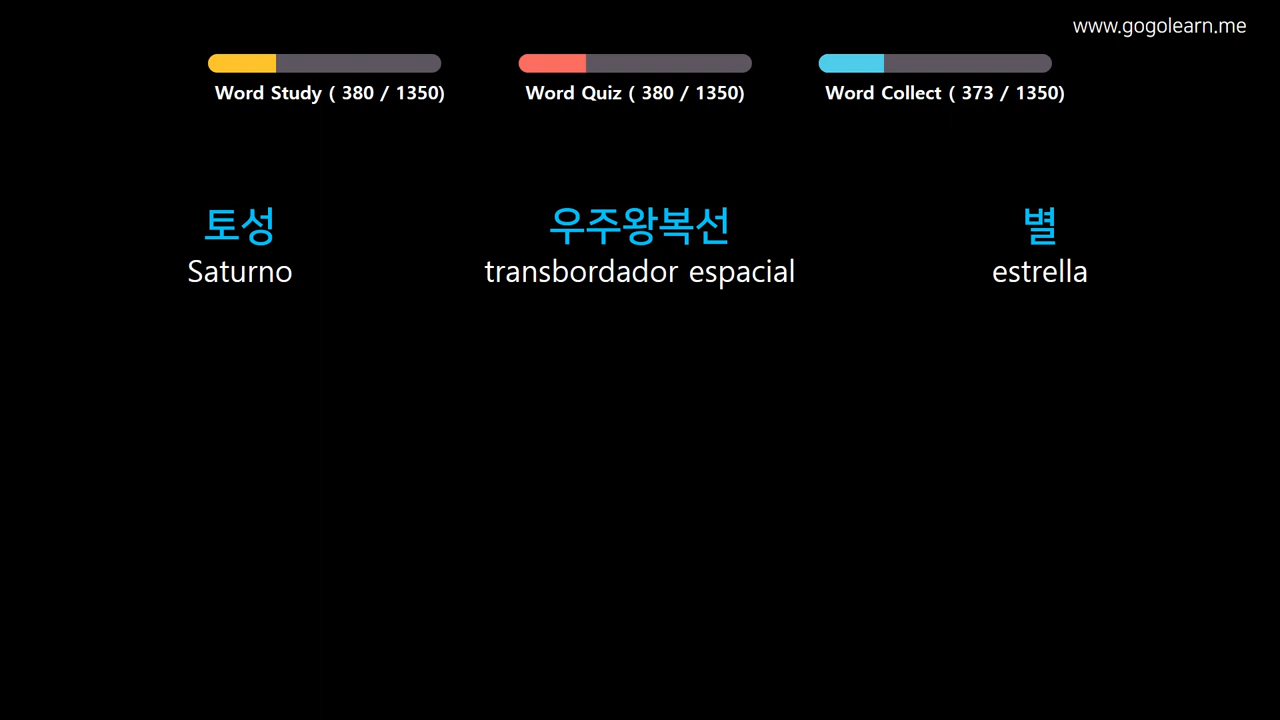 www.gogolearn.me
Word Study ( 380 / 1350)
Word Quiz ( 380 / 1350)
Word Collect ( 373 / 1350)
토성
Saturno
우주왕복선
transbordador espacial
별
estrella